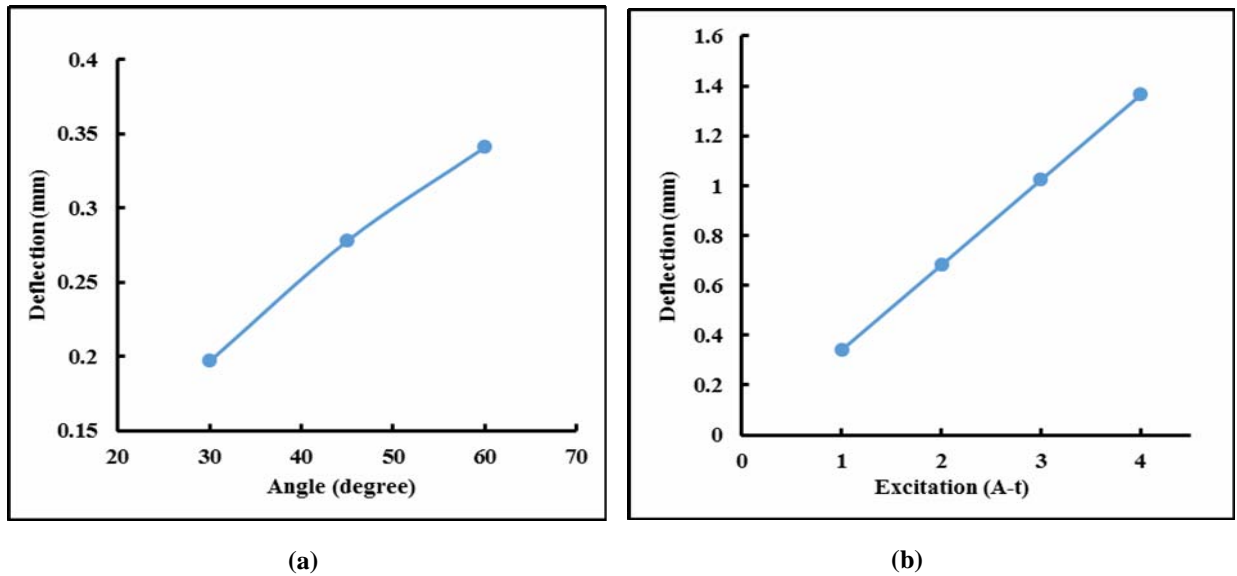 0.4
0.35
0.3
0.25
0.2
0.15
20 30 40 50 60 70
Deflection (mm)
Angle (degree)
(a)
1.6
1.4
1.2
1
0.8
0.6
0.4
0.2
0
0 1 2 3 4
Deflection (mm)
Excitation (A-t)
(b)